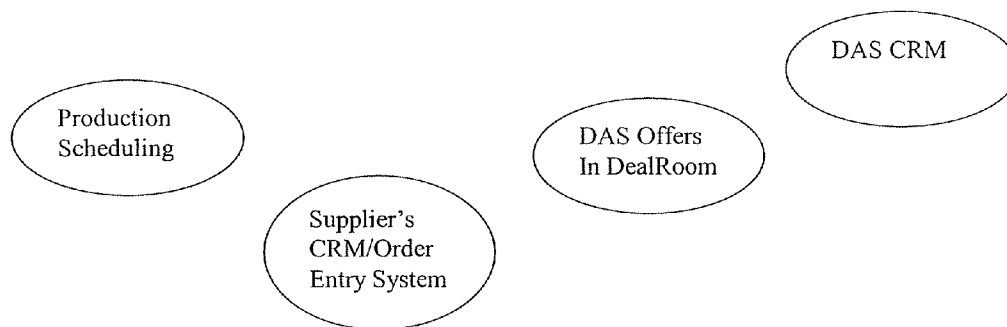 DAS CRM
Production
Scheduling
DAS Offers
In DealRoom
Supplier's
CRM/Order
Entry System